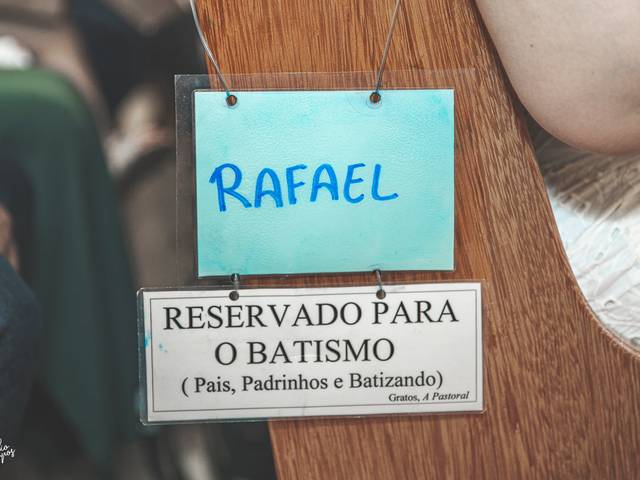 RAFAEL
RESERVADO PARA
O BATISMO
( Pais, Padrinhos e Batizando)
Gratos, A Pastoral